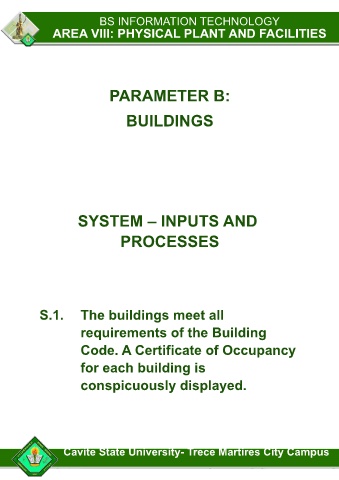 BS INFORMATION TECHNOLOGY
AREA VIII: PHYSICAL PLANT AND FACILITIES
PARAMETER B:
BUILDINGS
SYSTEM – INPUTS AND
PROCESSES
S.1. The buildings meet all
requirements of the Building
Code. A Certificate of Occupancy
for each building is
conspicuously displayed.
Cavite State University- Trece Martires City Campus